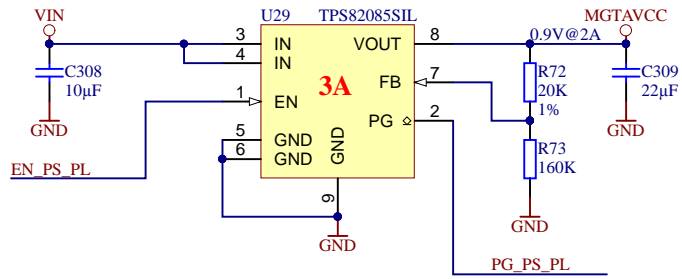 VIN
U29 TPS82085SIL
MGTAVCC
3 IN
4 IN
VOUT 8
0.9V@2A
C308
10µF
GND
1 EN
3A
FB 7
PG 2
R72
20K
1%
C309
22µF
GND
5 GND
6 GND
GND
9
R73
160K
EN_PS_PL
GND
GND
PG_PS_PL